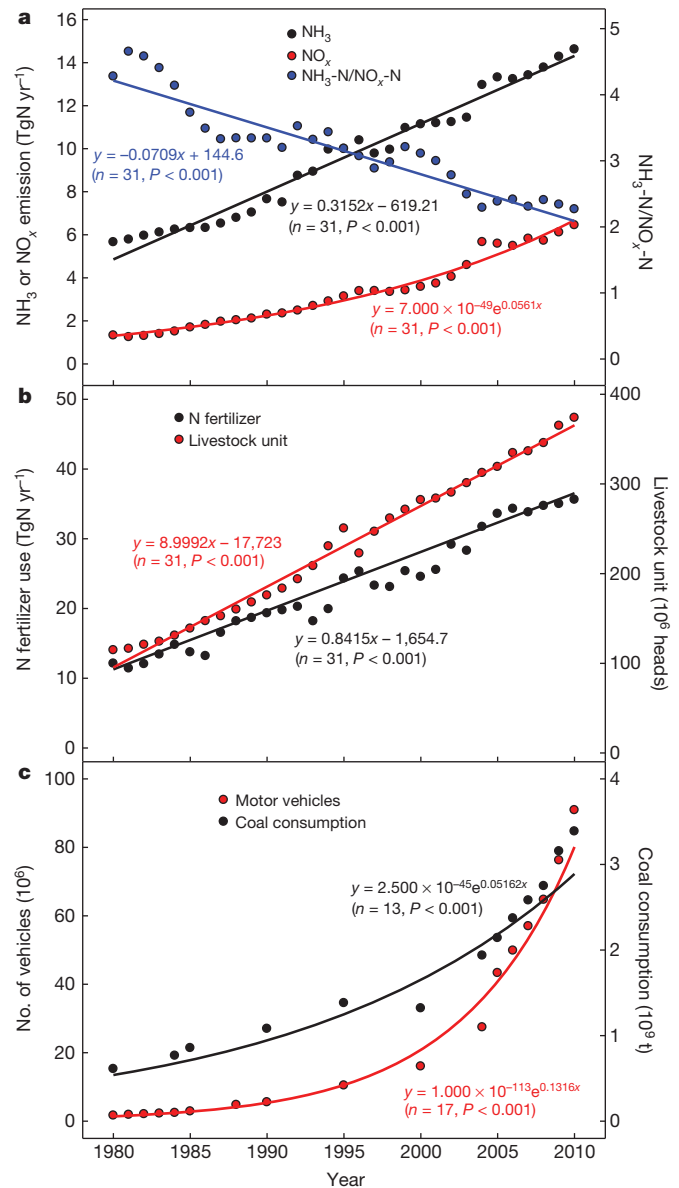 a
NH3
NOx
NH3-N/NOx-N
NH3 or NOx emission (TgN yr−1)
16
14
12
10
8
6
4
2
0
NH3-N/NOx-N
5
4
3
2
1
0
y = −0.0709x + 144.6
(n = 31, P < 0.001)
y = 0.3152x − 619.21
(n = 31, P < 0.001)
y = 7.000 × 10−49e0.0561x
(n = 31, P < 0.001)
b
N fertilizer
Livestock unit
N fertilizer use (TgN yr−1)
50
40
30
20
10
0
Livestock unit (106 heads)
400
300
200
100
0
y = 8.9992x − 17,723
(n = 31, P < 0.001)
y = 0.8415x − 1,654.7
(n = 31, P < 0.001)
c
Motor vehicles
Coal consumption
No. of vehicles (106)
100
80
60
40
20
0
Coal consumption (109 t)
4
3
2
1
0
y = 2.500 × 10−45e0.05162x
(n = 13, P < 0.001)
y = 1.000 × 10−113e0.1316x
(n = 17, P < 0.001)
1980 1985 1990 1995 2000 2005 2010
Year